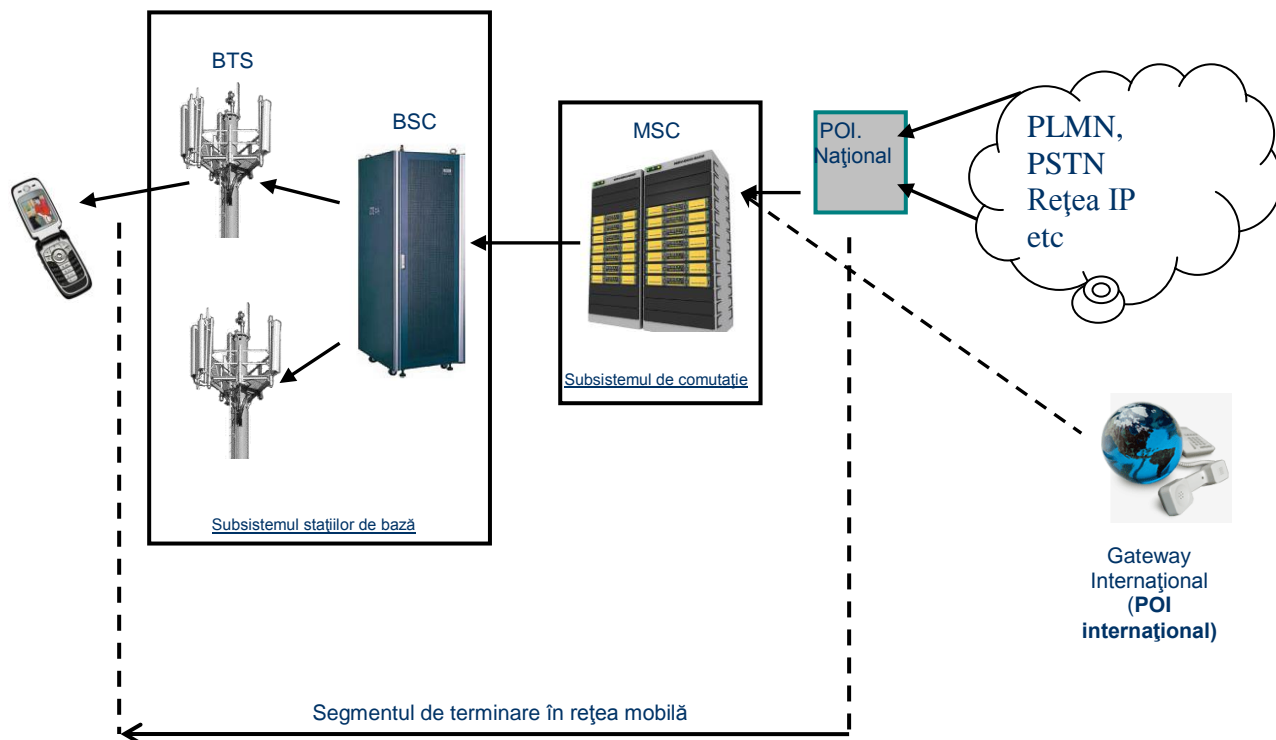 BTS
BSC
MSC
POI.
Naţional
PLMN,
PSTN
Reţea IP
etc
Subsistemul de comutaţie
Subsistemul staţiilor de bază
Gateway
Internaţional
(POI
internaţional)
Segmentul de terminare în reţea mobilă